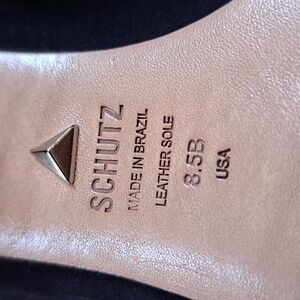 SCHUTZ
MADE IN BRAZIL
LEATHER SOLE
8.5B
USA